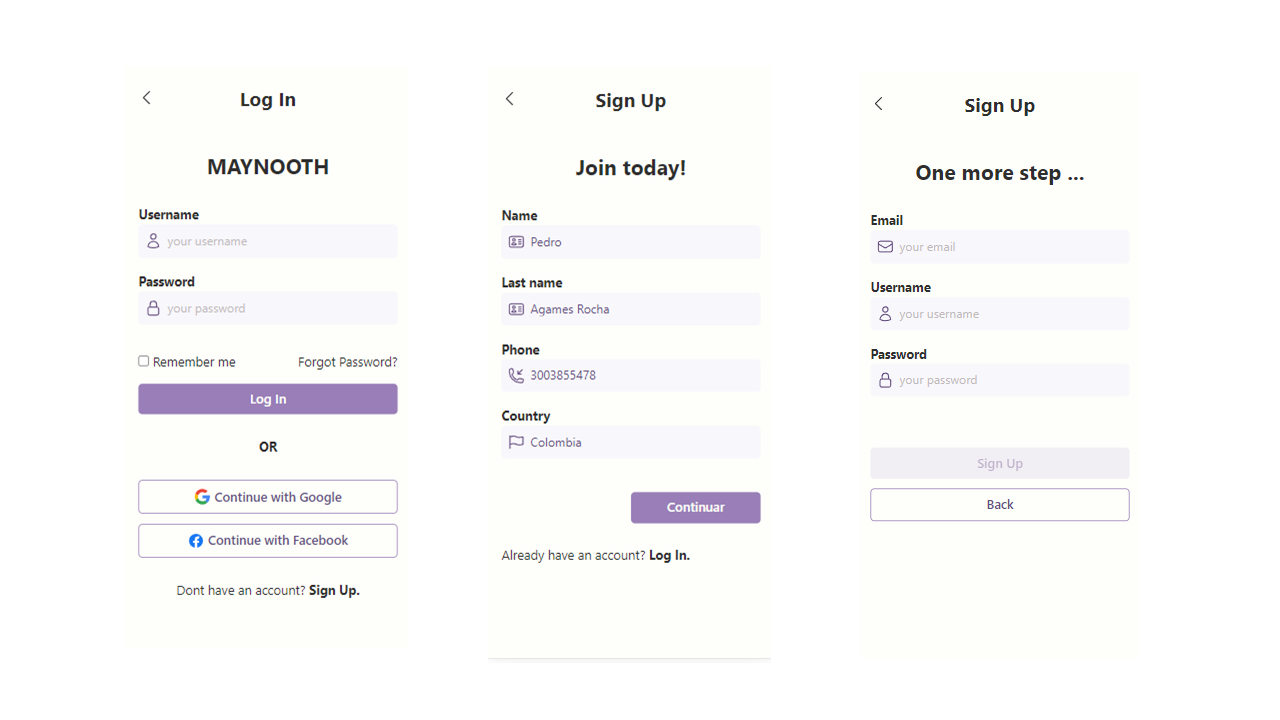 Log In
MAYNOOTH
Username
your username
Password
your password
Remember me Forgot Password?
Log In
OR
Continue with Google
Continue with Facebook
Dont have an account? Sign Up.
Sign Up
Join today!
Name
Pedro
Last name
Agames Rocha
Phone
3003855478
Country
Colombia
Continuar
Already have an account? Log In.
Sign Up
One more step ...
Email
your email
Username
your username
Password
your password
Sign Up
Back